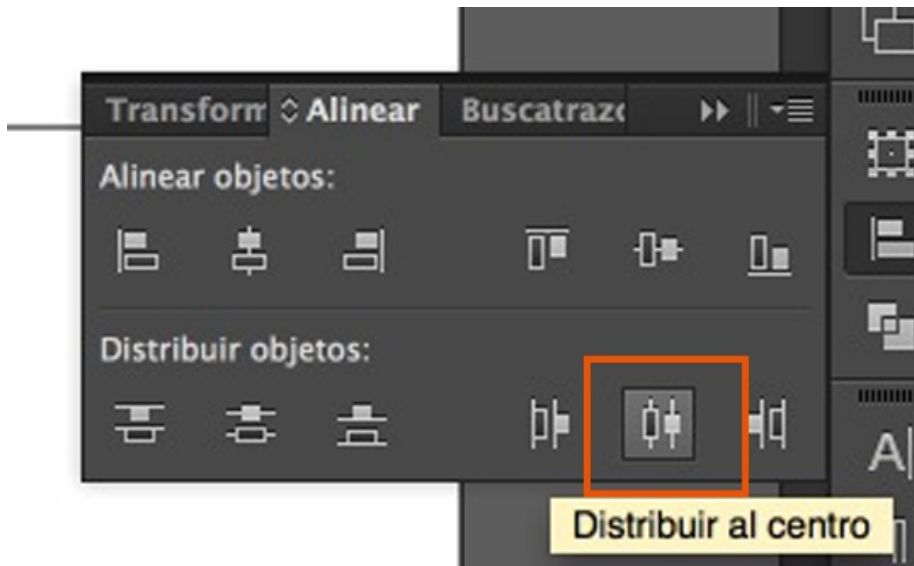 Transform Alinear Buscatrazo
Alinear objetos:
Distribuir objetos:
A
Distribuir al centro